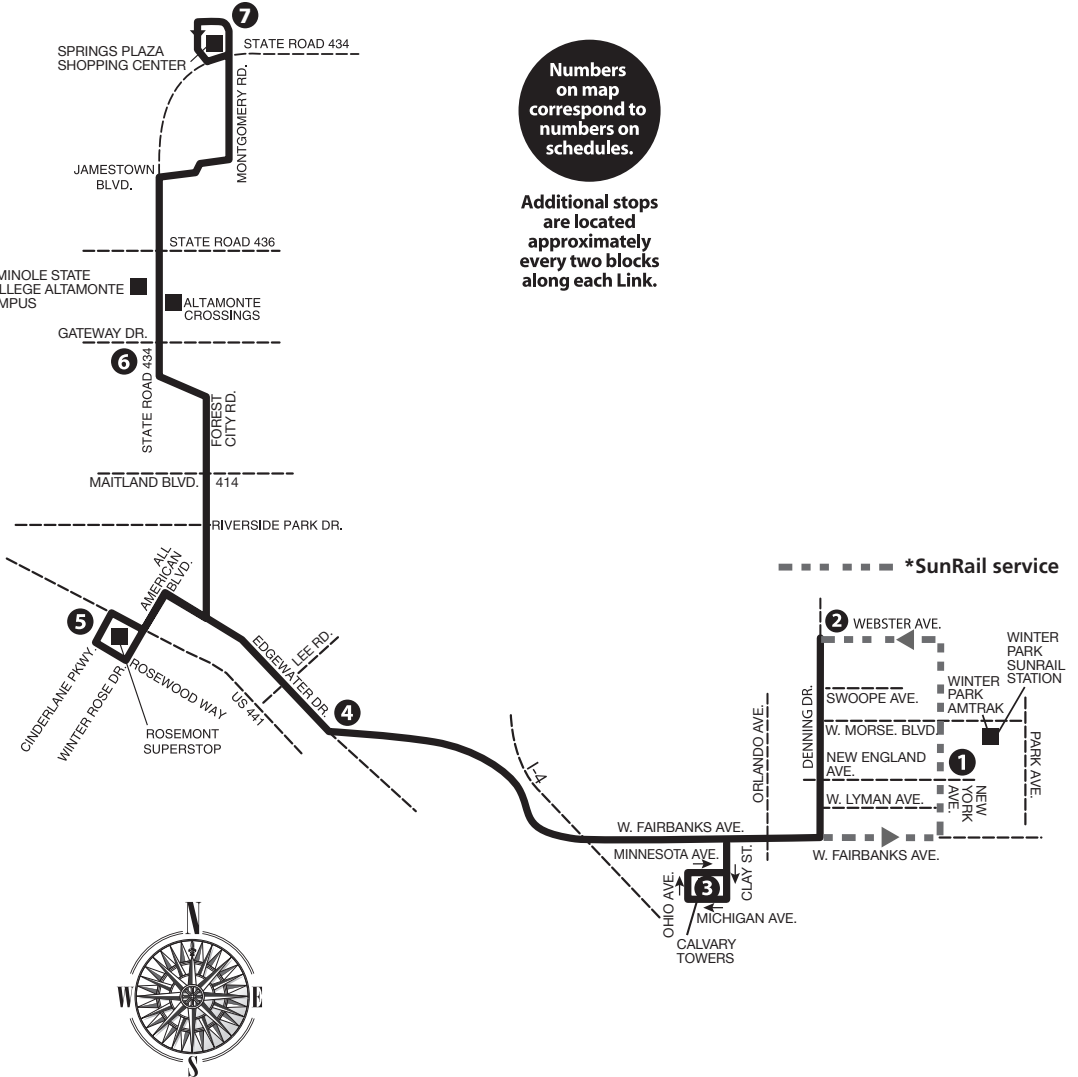 7
SPRINGS PLAZA
SHOPPING CENTER
STATE ROAD 434
MONTGOMERY RD.
Numbers
on map
correspond to
numbers on
schedules.
Additional stops
are located
approximately
every two blocks
along each Link.
JAMESTOWN
BLVD.
STATE ROAD 436
MINOLE STATE
LLEGE ALTAMONTE
MPUS
ALTAMONTE
CROSSINGS
GATEWAY DR.
6
STATE ROAD 434
FOREST
CITY RD.
MAITLAND BLVD.
414
RIVERSIDE PARK DR.
ALL
AMERICAN
BLVD.
5
CINDERLANE PKWY.
WINTER ROSE DR.
ROSEWOOD WAY
ROSEMONT
SUPERSTOP
US 441
EDGEWATER DR.
LEE RD.
4
I-4
*SunRail service
2
WEBSTER AVE.
WINTER
PARK
SUNRAIL
STATION
WINTER
PARK
AMTRAK
SWOOPE AVE.
W. MORSE. BLVD.
DENNING DR.
ORLANDO AVE.
NEW ENGLAND
AVE.
1
NEW
YORK
AVE.
PARK AVE.
W. LYMAN AVE.
W. FAIRBANKS AVE.
W. FAIRBANKS AVE.
MINNESOTA AVE.
CLAY ST.
OHIO AVE.
3
MICHIGAN AVE.
CALVARY
TOWERS
N
W
E
S